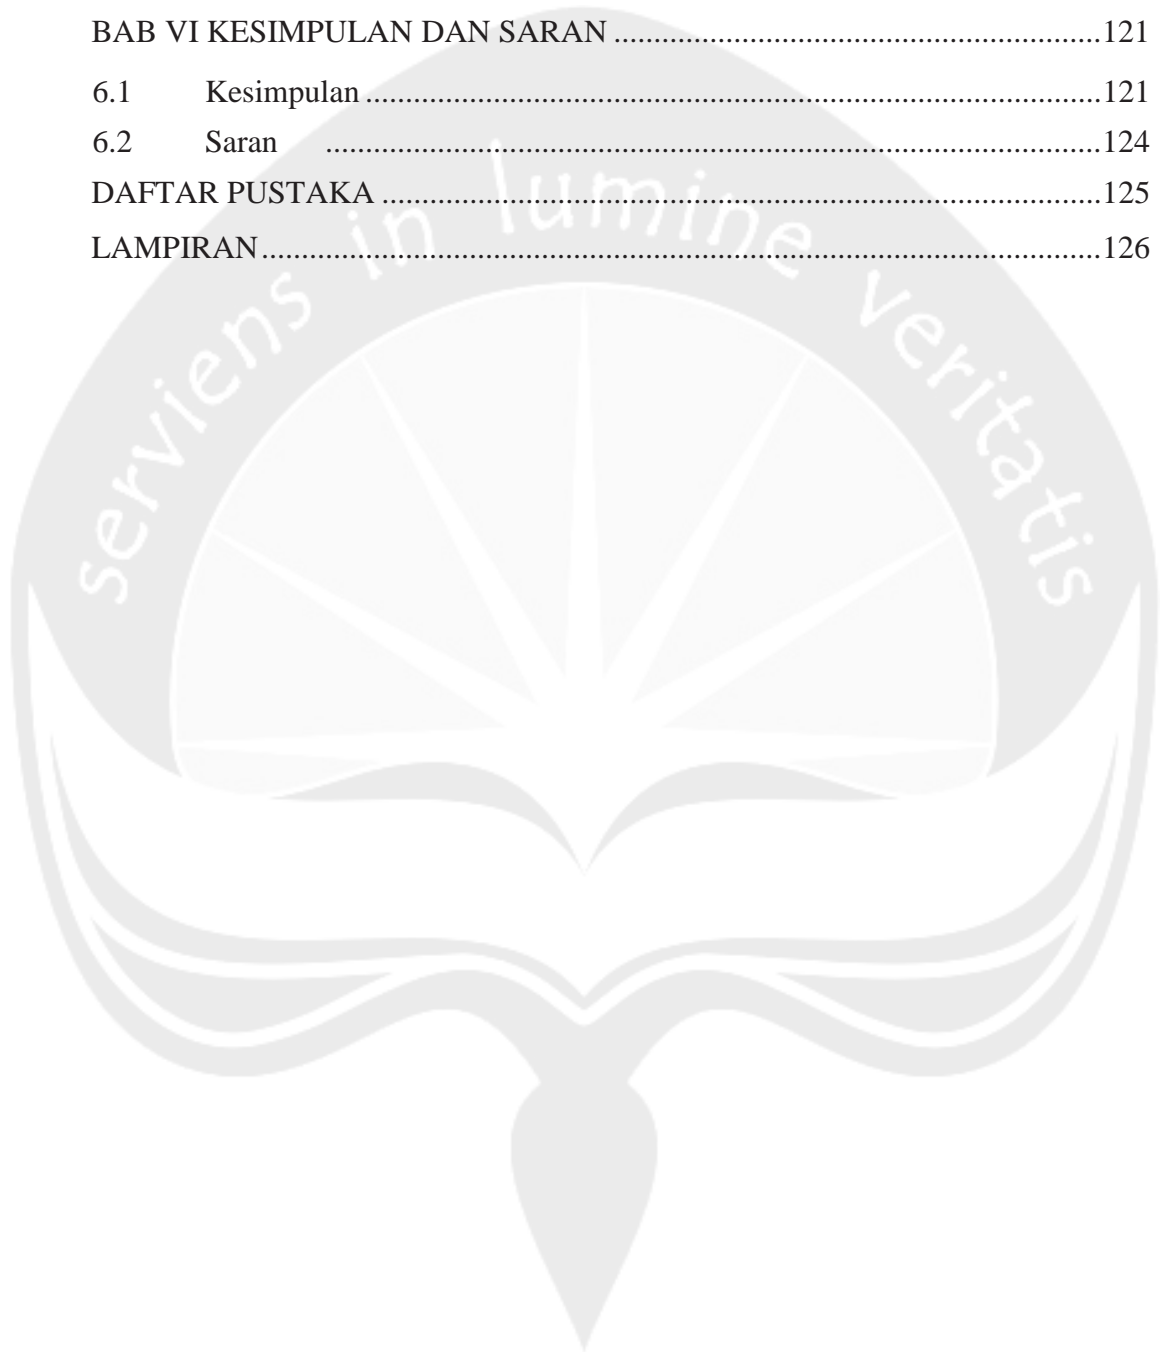 BAB VI KESIMPULAN DAN SARAN ............................................................ 121
6.1 Kesimpulan ............................................................................................ 121
6.2 Saran ................................................................................................. 124
DAFTAR PUSTAKA .......................................................................................... 125
LAMPIRAN ......................................................................................................... 126
serviens in lumine veritatis